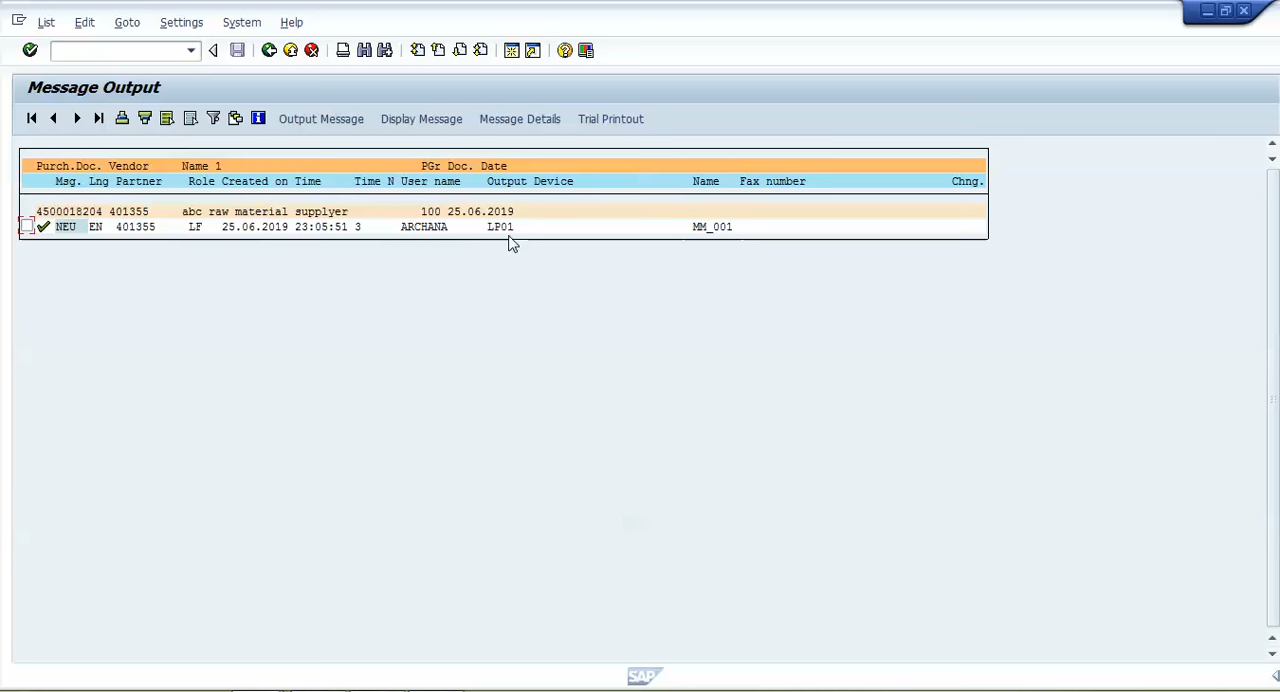 List Edit Goto Settings System Help
Message Output
Output Message Display Message Message Details Trial Printout
Purch.Doc. Vendor Name 1 PGr Doc. Date
Msg. Lng Partner Role Created on Time Time N User name Output Device Name Fax number Chng.
4500018204 401355 abc raw material supplyer 100 25.06.2019
NEU EN 401355 LF 25.06.2019 23:05:51 3 ARCHANA LP01 MM_001
SAP